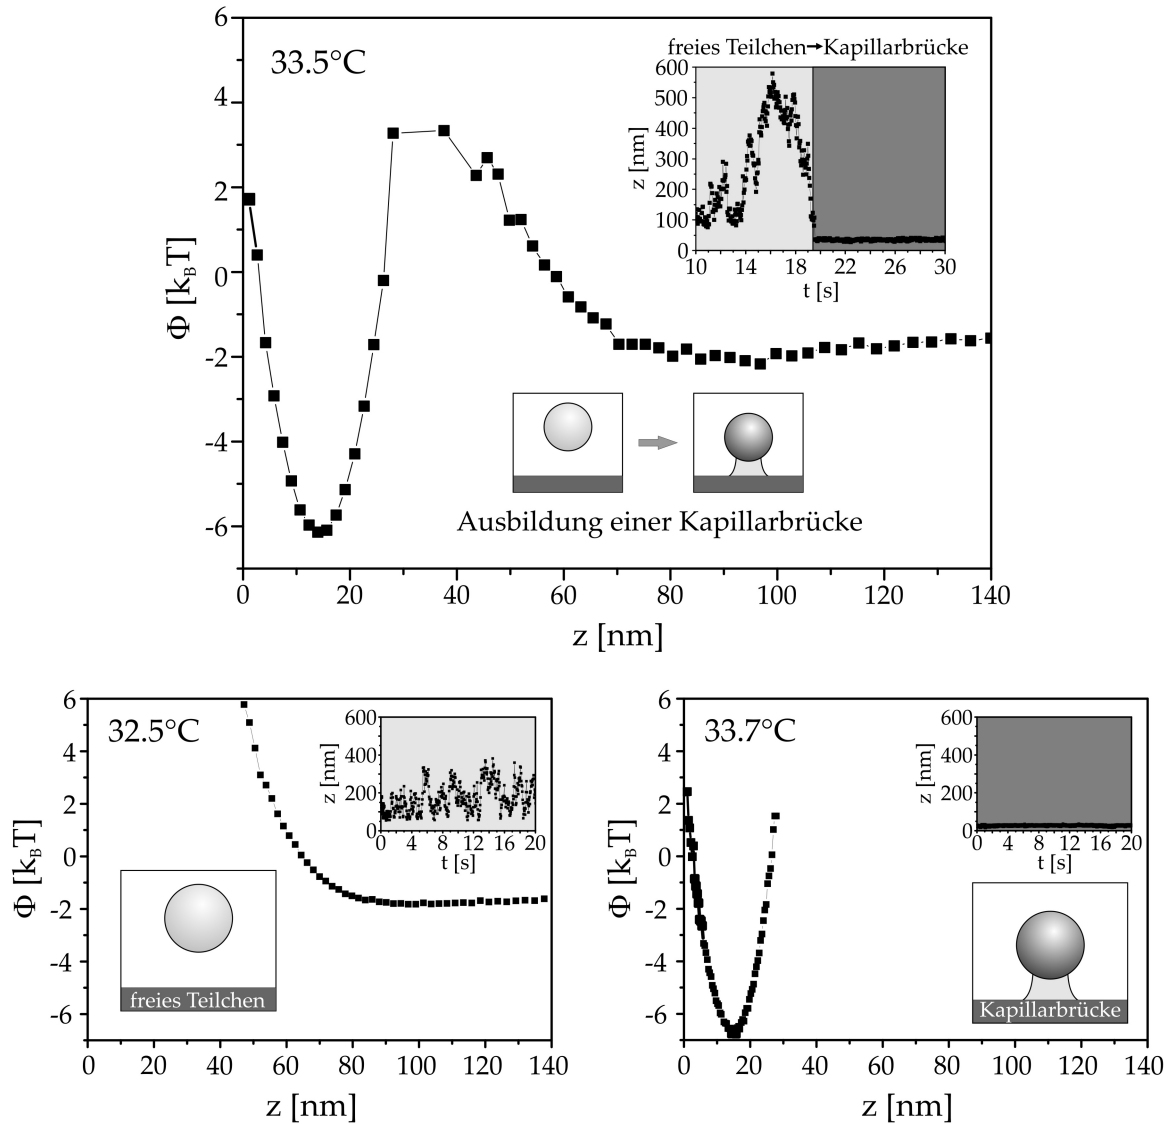 33.5°C
freies Teilchen→Kapillarbrücke
600
500
400
300
200
100
0
z [nm]
10 14 18 22 26 30
t [s]
6
4
2
0
-2
-4
-6
Φ [k_BT]
Ausbildung einer Kapillarbrücke
0 20 40 60 80 100 120 140
z [nm]
32.5°C
600
400
200
0
z [nm]
0 4 8 12 16 20
t [s]
6
4
2
0
-2
-4
-6
Φ [k_BT]
freies Teilchen
0 20 40 60 80 100 120 140
z [nm]
33.7°C
600
400
200
0
z [nm]
0 4 8 12 16 20
t [s]
6
4
2
0
-2
-4
-6
Φ [k_BT]
Kapillarbrücke
0 20 40 60 80 100 120 140
z [nm]